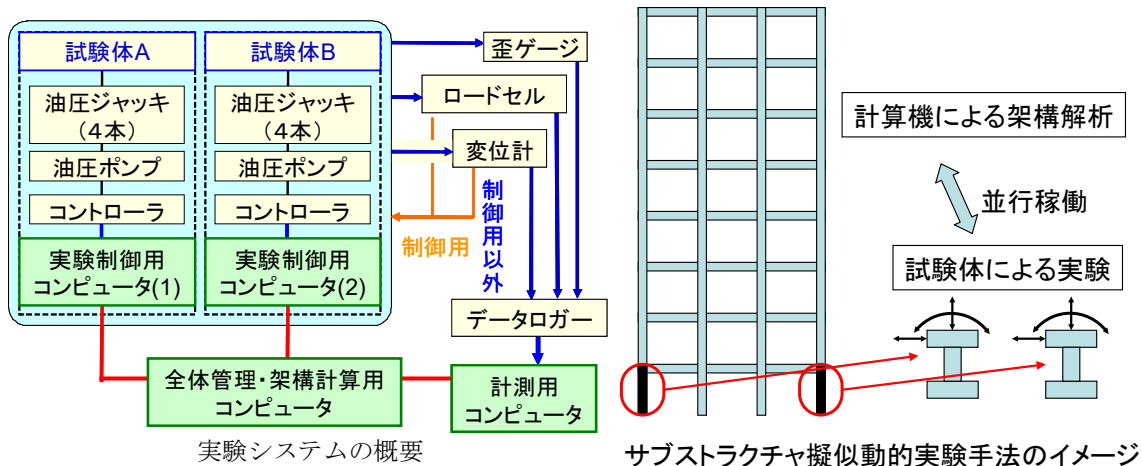 試験体A
油圧ジャッキ
(4本)
油圧ポンプ
コントローラ
実験制御用
コンピュータ(1)
試験体B
油圧ジャッキ
(4本)
油圧ポンプ
コントローラ
実験制御用
コンピュータ(2)
歪ゲージ
ロードセル
変位計
制御用
制御用以外
データロガー
全体管理・架構計算用
コンピュータ
計測用
コンピュータ
実験システムの概要
計算機による架構解析
並行稼働
試験体による実験
サブストラクチャ擬似動的実験手法のイメージ